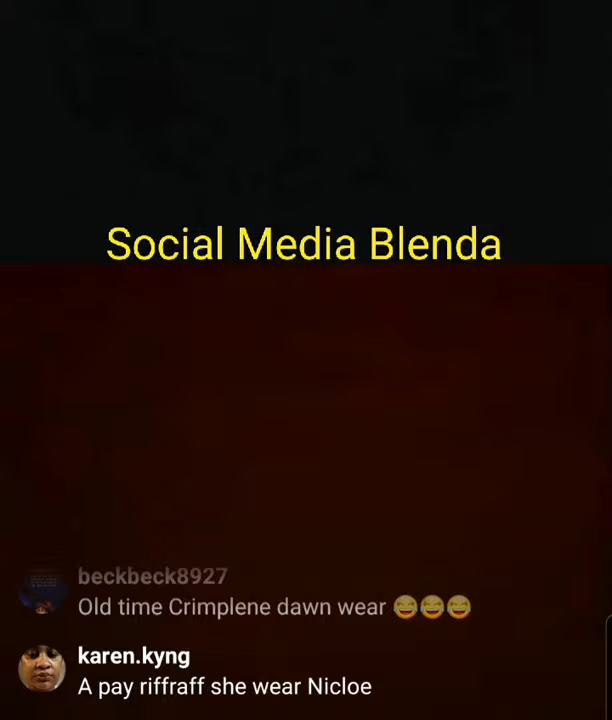 Social Media Blenda
beckbeck8927
Old time Crimplene dawn wear 😂😂😂
karen.kyng
A pay riffraff she wear Nicloe